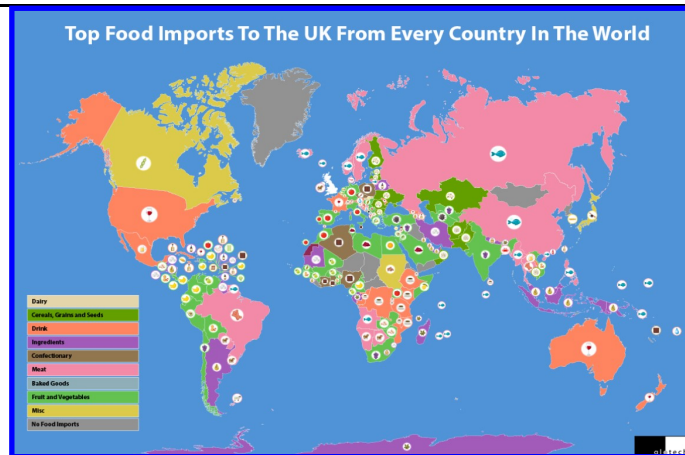 Top Food Imports To The UK From Every Country In The World
Dairy
Cereals, Grains and Seeds
Drink
Ingredients
Confectionary
Meat
Baked Goods
Fruit and Vegetables
Misc
No Food Imports